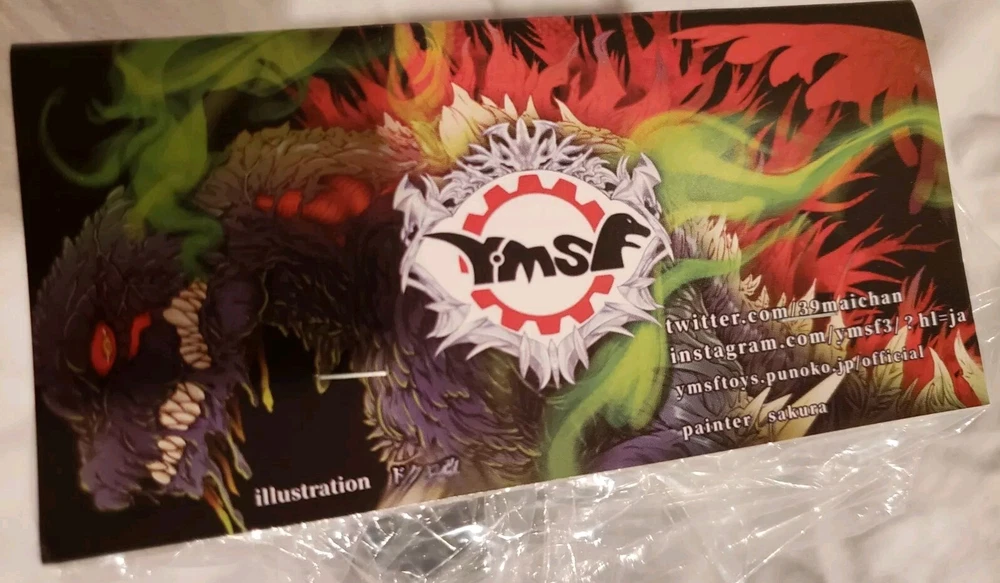 YMSF
twitter.com/39maichan
instagram.com/ymsf3/?hl=ja
ymsftoys.punoko.jp/official
painter sakura
illustration